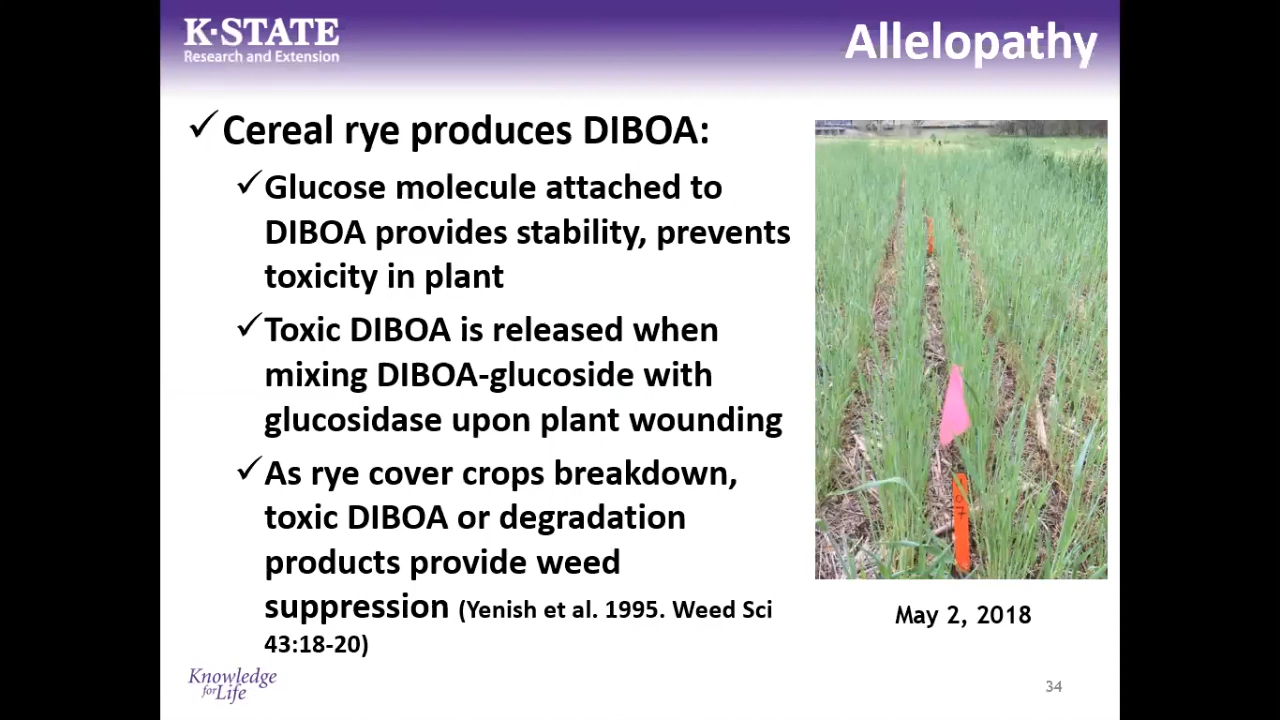 K-STATE
Research and Extension
Allelopathy
✓Cereal rye produces DIBOA:
✓Glucose molecule attached to
DIBOA provides stability, prevents
toxicity in plant
✓Toxic DIBOA is released when
mixing DIBOA-glucoside with
glucosidase upon plant wounding
✓As rye cover crops breakdown,
toxic DIBOA or degradation
products provide weed
suppression (Yenish et al. 1995. Weed Sci
43:18-20)
May 2, 2018
Knowledge
for Life
34